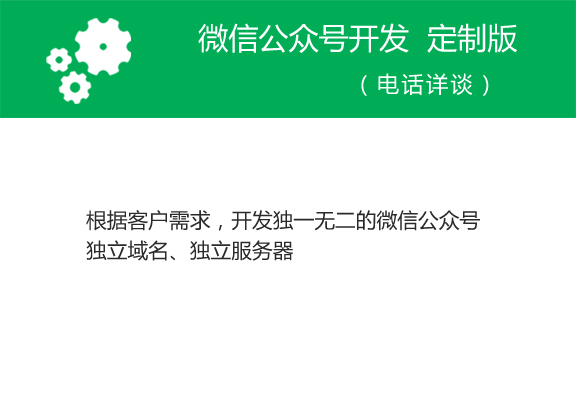 微信公众号开发 定制版
（电话详谈）
根据客户需求，开发独一无二的微信公众号
独立域名、独立服务器